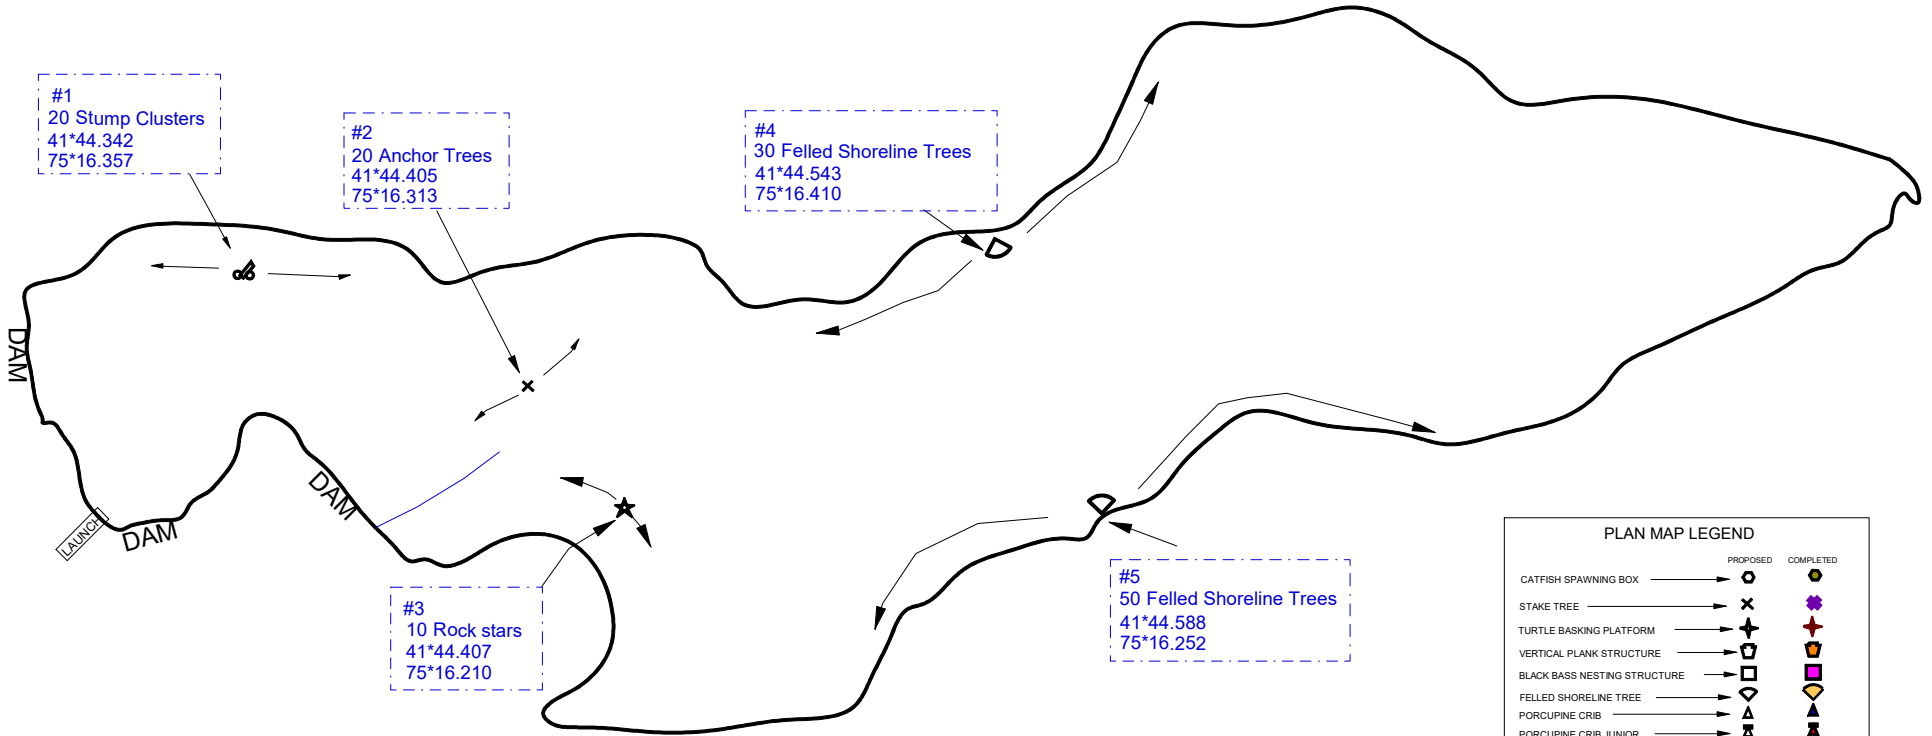 #1
20 Stump Clusters
41*44.342
75*16.357
#2
20 Anchor Trees
41*44.405
75*16.313
#4
30 Felled Shoreline Trees
41*44.543
75*16.410
DAM
DAM
LAUNCH
DAM
#3
10 Rock stars
41*44.407
75*16.210
#5
50 Felled Shoreline Trees
41*44.588
75*16.252
PLAN MAP LEGEND
PROPOSED COMPLETED
CATFISH SPAWNING BOX
STAKE TREE
TURTLE BASKING PLATFORM
VERTICAL PLANK STRUCTURE
BLACK BASS NESTING STRUCTURE
FELLED SHORELINE TREE
PORCUPINE CRIB
PORCUPINE CRIB JUNIOR